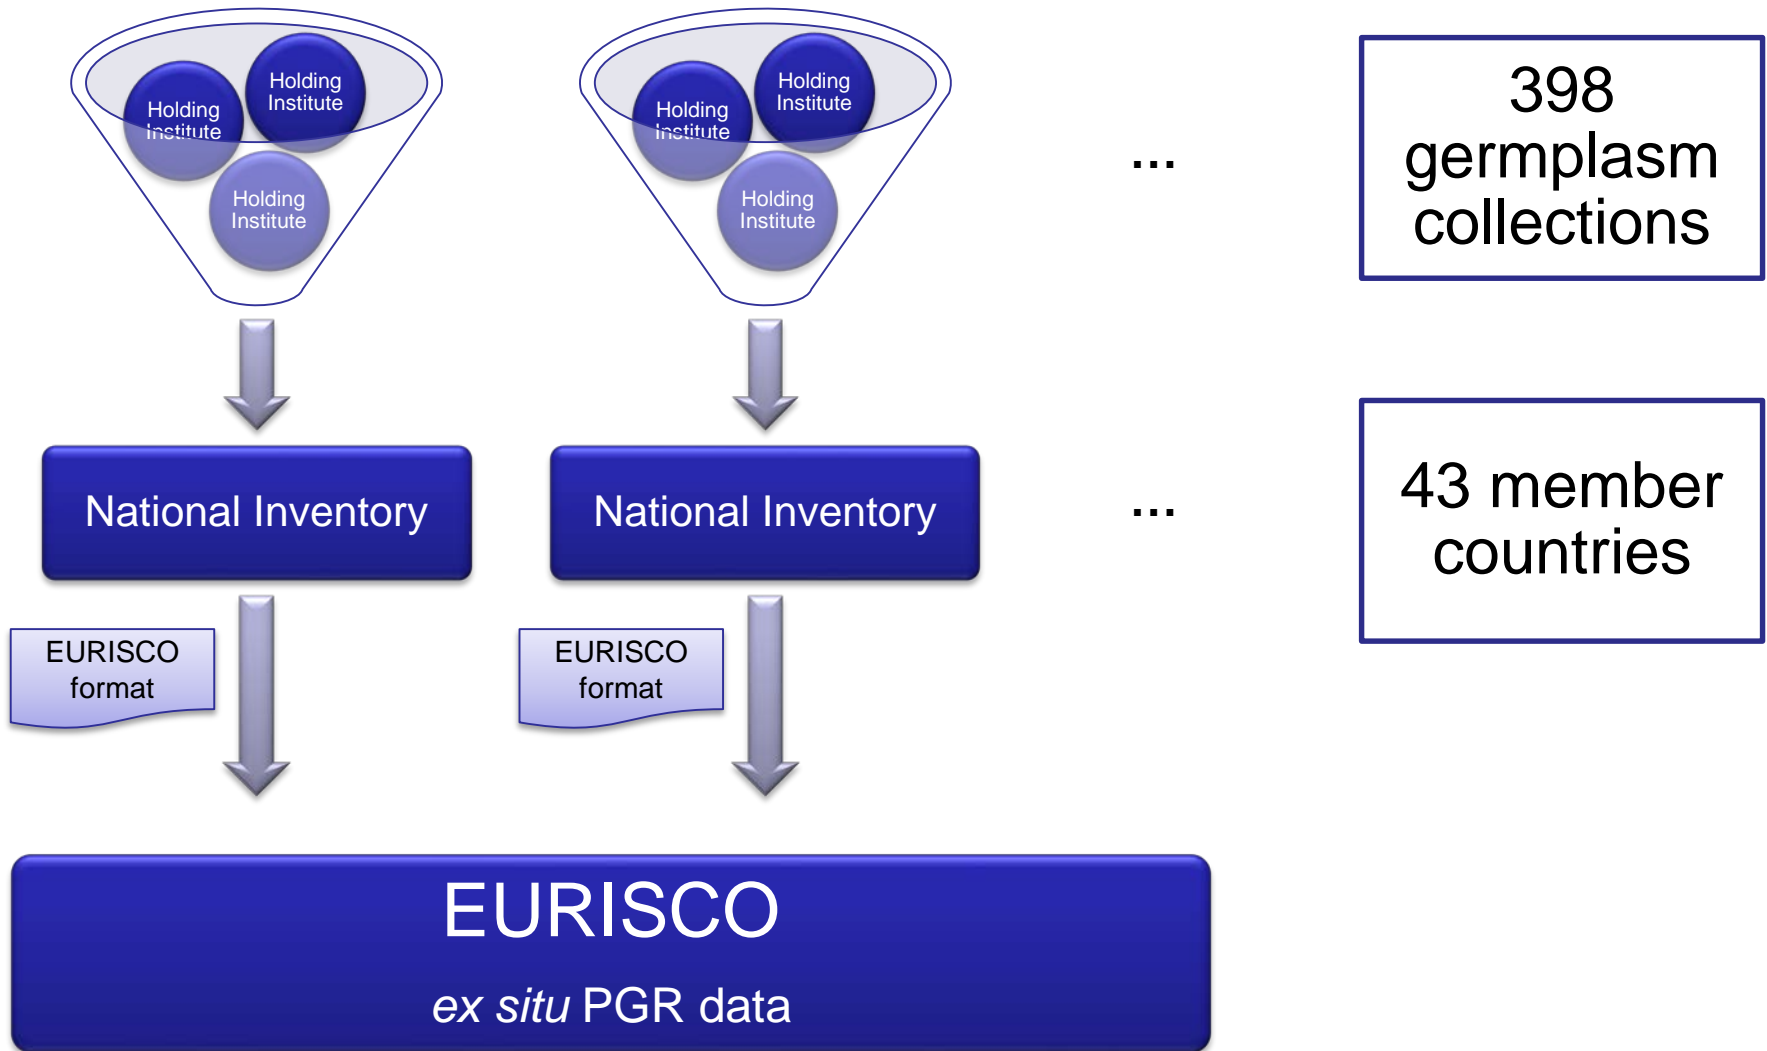 Holding
Institute
Holding
Institute
Holding
Institute
Holding
Institute
Holding
Institute
Holding
Institute
...
398
germplasm
collections
National Inventory
National Inventory
...
43 member
countries
EURISCO
format
EURISCO
format
EURISCO
ex situ PGR data